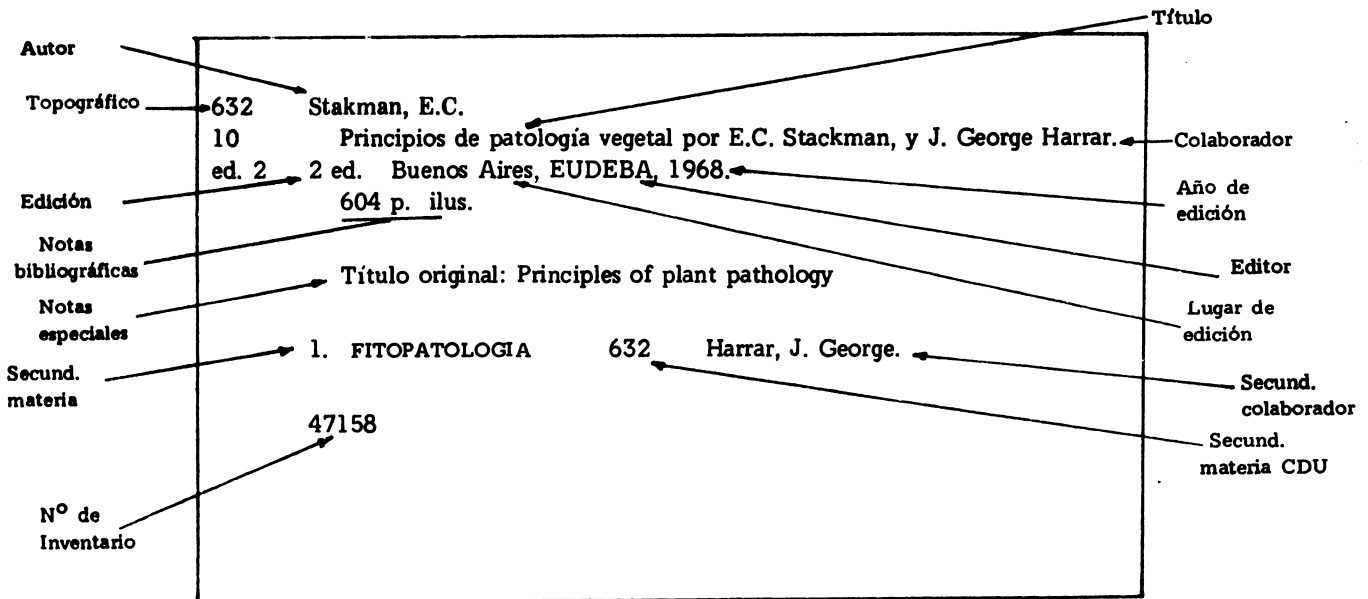 Título
Autor
Topográfico 632 Stakman, E.C.
10 Principios de patología vegetal por E.C. Stackman, y J. George Harrar. Colaborador
ed. 2 2 ed. Buenos Aires, EUDEBA, 1968.
Año de
edición
Edición 604 p. ilus.
Notas
bibliográficas
Editor
Título original: Principles of plant pathology
Notas
especiales
Lugar de
edición
1. FITOPATOLOGIA 632 Harrar, J. George.
Secund.
materia
Secund.
colaborador
47158
Secund.
materia CDU
Nº de
Inventario